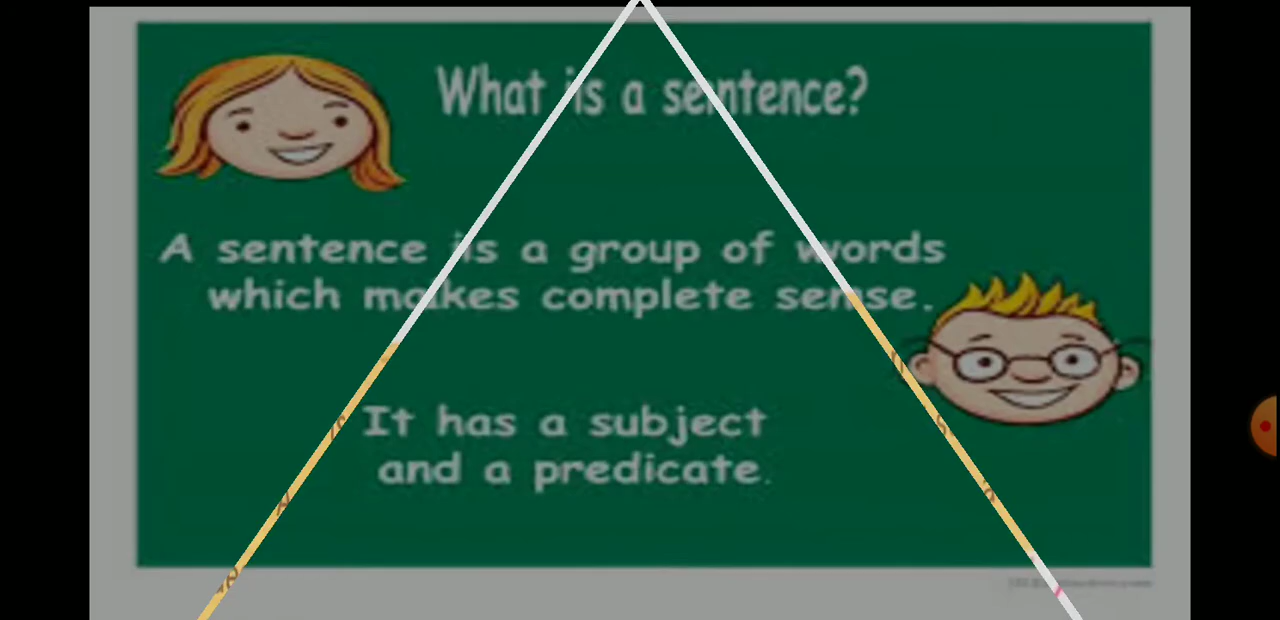 What is a sentence?
A sentence is a group of words
which makes complete sense.
It has a subject
and a predicate.